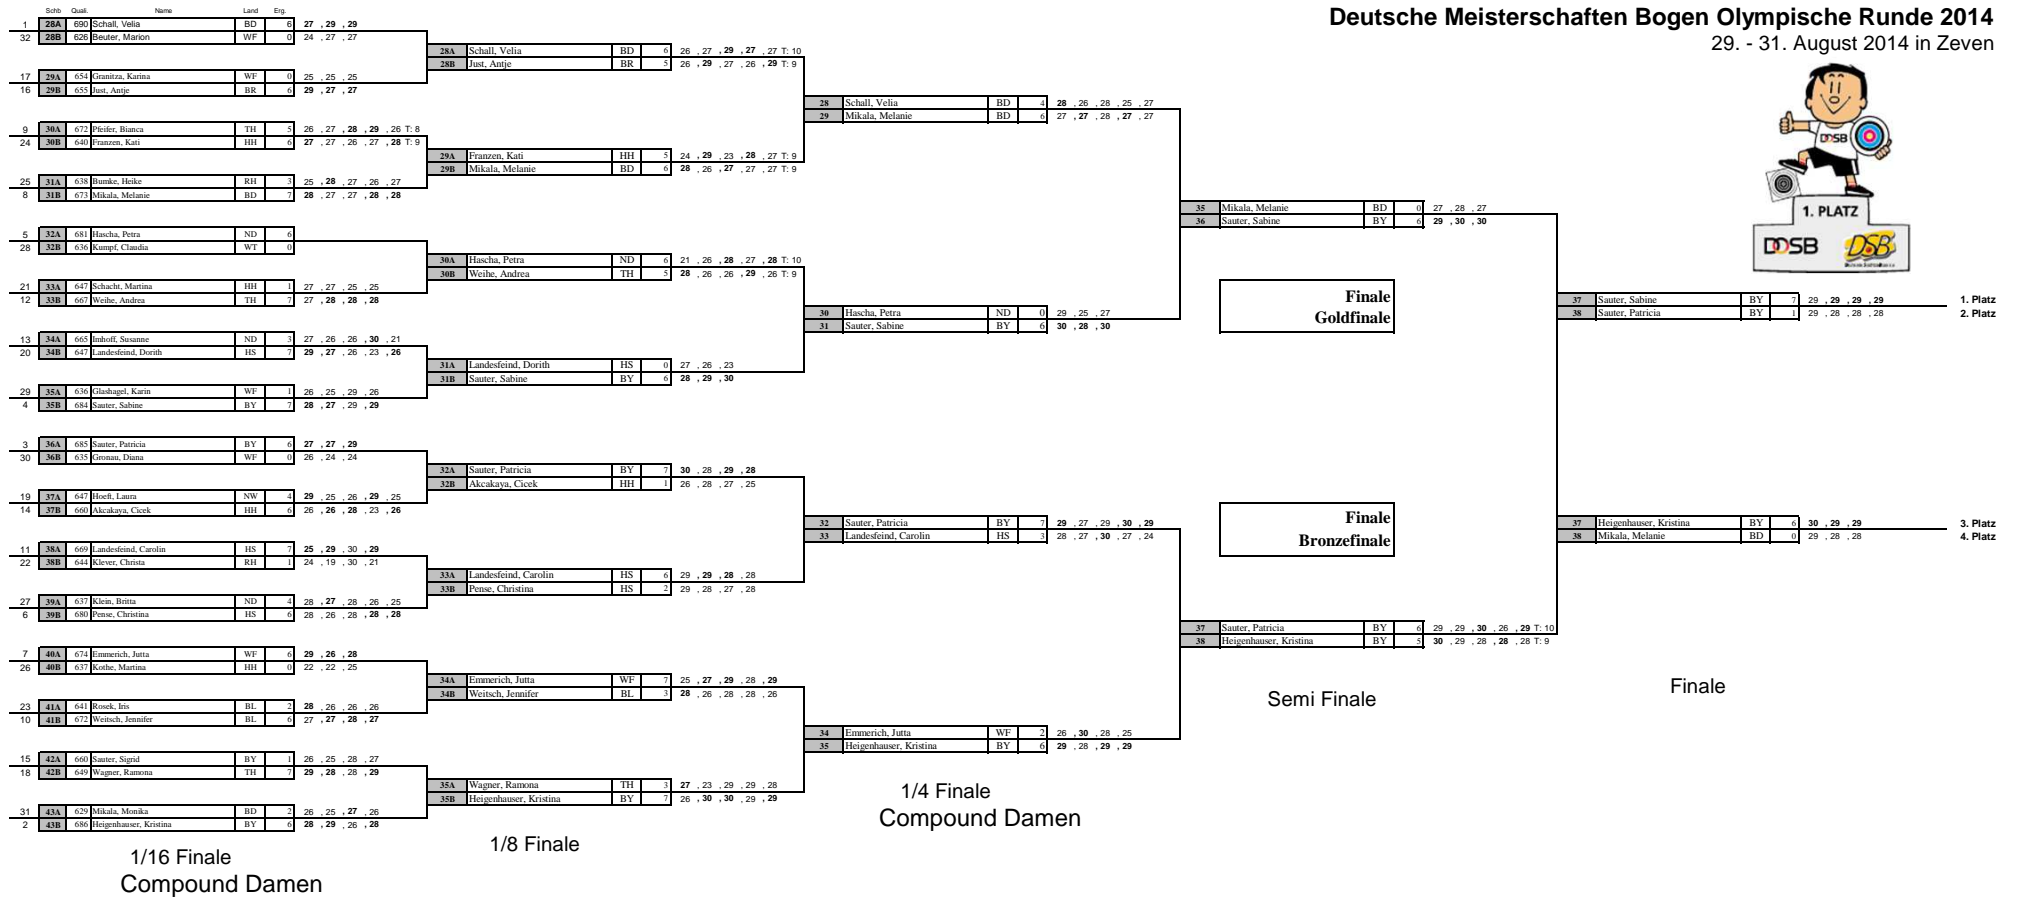 Deutsche Meisterschaften Bogen Olympische Runde 2014
29. - 31. August 2014 in Zeven
Schb Quali. Name Land Erg.
1 28A 690 Schall, Velia BD 6 27 , 29 , 29
32 28B 626 Beuter, Marion WF 0 24 , 27 , 27
17 29A 654 Granitza, Karina WF 0 25 , 25 , 25
16 29B 655 Just, Antje BR 6 29 , 27 , 27
9 30A 672 Pfeifer, Bianca TH 5 26 , 27 , 28 , 29 , 26 T: 8
24 30B 640 Franzen, Kati HH 6 27 , 27 , 26 , 27 , 28 T: 9
25 31A 638 Bumke, Heike RH 3 25 , 28 , 27 , 26 , 27
8 31B 673 Mikala, Melanie BD 7 28 , 27 , 27 , 28 , 28
5 32A 681 Hascha, Petra ND 6
28 32B 636 Kumpf, Claudia WT 0
21 33A 647 Schacht, Martina HH 1 27 , 27 , 25 , 25
12 33B 667 Weihe, Andrea TH 7 27 , 28 , 28 , 28
13 34A 665 Imhoff, Susanne ND 3 27 , 26 , 26 , 30 , 21
20 34B 647 Landesfeind, Dorith HS 7 29 , 27 , 26 , 23 , 26
29 35A 636 Glashagel, Karin WF 1 26 , 25 , 29 , 26
4 35B 684 Sauter, Sabine BY 7 28 , 27 , 29 , 29
3 36A 685 Sauter, Patricia BY 6 27 , 27 , 29
30 36B 635 Gronau, Diana WF 0 26 , 24 , 24
19 37A 647 Hoeft, Laura NW 4 29 , 25 , 26 , 29 , 25
14 37B 660 Akcakaya, Cicek HH 6 26 , 26 , 28 , 23 , 26
11 38A 669 Landesfeind, Carolin HS 7 25 , 29 , 30 , 29
22 38B 644 Klever, Christa RH 1 24 , 19 , 30 , 21
27 39A 637 Klein, Britta ND 4 28 , 27 , 28 , 26 , 25
6 39B 680 Pense, Christina HS 6 28 , 26 , 28 , 28 , 28
7 40A 674 Emmerich, Jutta WF 6 29 , 26 , 28
26 40B 637 Kothe, Martina HH 0 22 , 22 , 25
23 41A 641 Rosek, Iris BL 2 28 , 26 , 26 , 26
10 41B 672 Weitsch, Jennifer BL 6 27 , 27 , 28 , 27
15 42A 660 Sauter, Sigrid BY 1 26 , 25 , 28 , 27
18 42B 649 Wagner, Ramona TH 7 29 , 28 , 28 , 29
31 43A 629 Mikala, Monika BD 2 26 , 25 , 27 , 26
2 43B 686 Heigenhauser, Kristina BY 6 28 , 29 , 26 , 28
1/16 Finale
Compound Damen
28A Schall, Velia BD 6 26 , 27 , 29 , 27 , 27 T: 10
28B Just, Antje BR 5 26 , 29 , 27 , 26 , 29 T: 9
29A Franzen, Kati HH 5 24 , 29 , 23 , 28 , 27 T: 9
29B Mikala, Melanie BD 6 28 , 26 , 27 , 27 , 27 T: 9
30A Hascha, Petra ND 6 21 , 26 , 28 , 27 , 28 T: 10
30B Weihe, Andrea TH 5 28 , 26 , 26 , 29 , 26 T: 9
31A Landesfeind, Dorith HS 0 27 , 26 , 23
31B Sauter, Sabine BY 6 28 , 29 , 30
32A Sauter, Patricia BY 7 30 , 28 , 29 , 28
32B Akcakaya, Cicek HH 1 26 , 28 , 27 , 25
33A Landesfeind, Carolin HS 6 29 , 29 , 28 , 28
33B Pense, Christina HS 2 29 , 28 , 27 , 28
34A Emmerich, Jutta WF 7 25 , 27 , 29 , 28 , 29
34B Weitsch, Jennifer BL 3 28 , 26 , 28 , 28 , 26
35A Wagner, Ramona TH 3 27 , 23 , 29 , 29 , 28
35B Heigenhauser, Kristina BY 7 26 , 30 , 30 , 29 , 29
1/8 Finale
28 Schall, Velia BD 4 28 , 26 , 28 , 25 , 27
29 Mikala, Melanie BD 6 27 , 27 , 28 , 27 , 27
30 Hascha, Petra ND 0 29 , 25 , 27
31 Sauter, Sabine BY 6 30 , 28 , 30
32 Sauter, Patricia BY 7 29 , 27 , 29 , 30 , 29
33 Landesfeind, Carolin HS 3 28 , 27 , 30 , 27 , 24
34 Emmerich, Jutta WF 2 26 , 30 , 28 , 25
35 Heigenhauser, Kristina BY 6 29 , 28 , 29 , 29
1/4 Finale
Compound Damen
35 Mikala, Melanie BD 0 27 , 28 , 27
36 Sauter, Sabine BY 6 29 , 30 , 30
37 Sauter, Patricia BY 6 29 , 29 , 30 , 26 , 29 T: 10
38 Heigenhauser, Kristina BY 5 30 , 29 , 28 , 28 , 28 T: 9
Semi Finale
Finale
Goldfinale
37 Sauter, Sabine BY 7 29 , 29 , 29 , 29 1. Platz
38 Sauter, Patricia BY 1 29 , 28 , 28 , 28 2. Platz
Finale
Bronzefinale
37 Heigenhauser, Kristina BY 6 30 , 29 , 29 3. Platz
38 Mikala, Melanie BD 0 29 , 28 , 28 4. Platz
Finale
DOSB
1. PLATZ
DOSB DSB